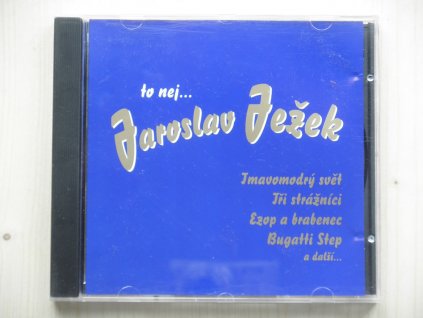 to nej...
Jaroslav Ježek
Tmavomodrý svět
Tři strážníci
Ezop a brabenec
Bugatti Step
a další...